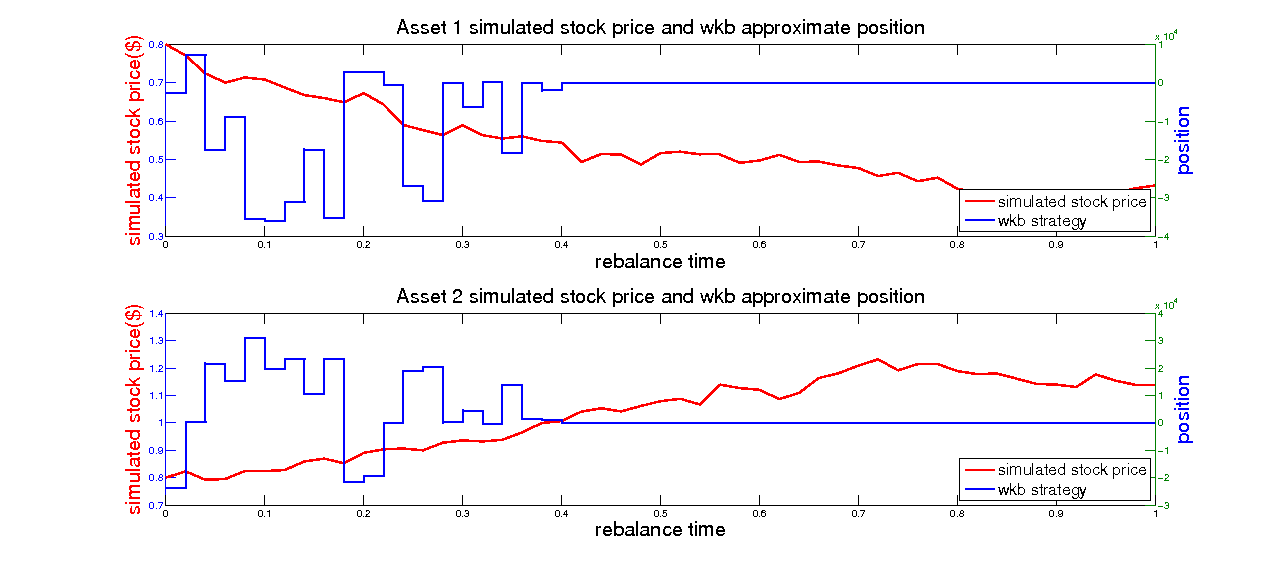 Asset 1 simulated stock price and wkb approximate position
x 10^4
simulated stock price($)
0.8
0.7
0.6
0.5
0.4
0.3
1
0
−1
−2
−3
−4
position
simulated stock price
wkb strategy
0 0.1 0.2 0.3 0.4 0.5 0.6 0.7 0.8 0.9 1
rebalance time
Asset 2 simulated stock price and wkb approximate position
x 10^4
simulated stock price($)
1.4
1.3
1.2
1.1
1
0.9
0.8
0.7
4
3
2
1
0
−1
−2
−3
position
simulated stock price
wkb strategy
0 0.1 0.2 0.3 0.4 0.5 0.6 0.7 0.8 0.9 1
rebalance time